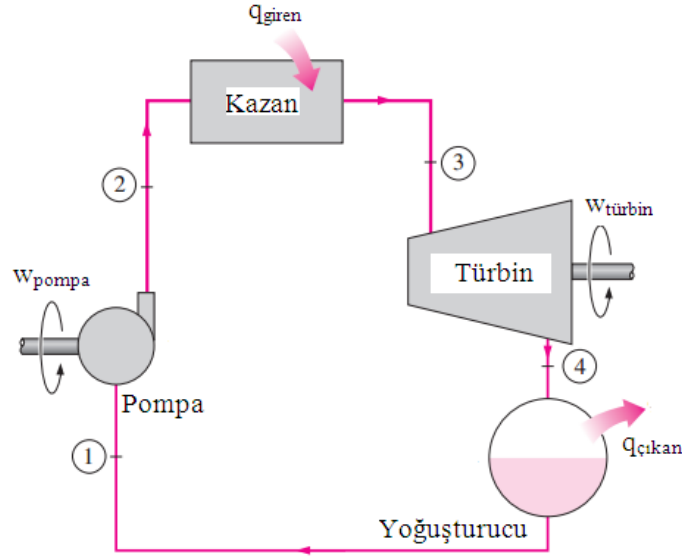 qgiren
Kazan
2
3
wtürbin
wpompa
Türbin
4
Pompa
1
qçıkan
Yoğuşturucu